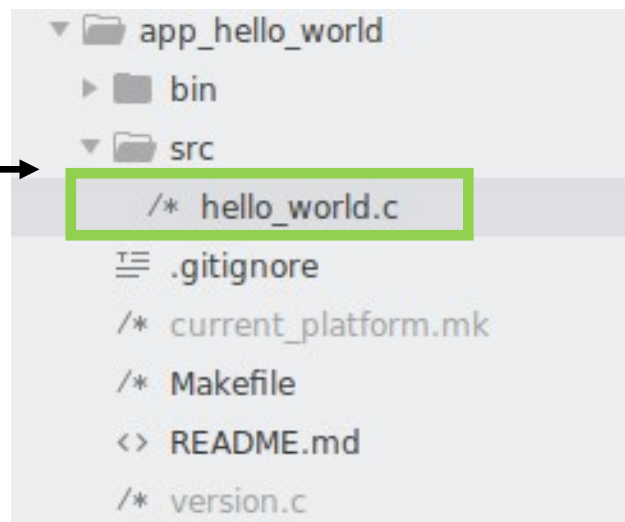 app_hello_world
bin
src
/* hello_world.c
.gitignore
/* current_platform.mk
/* Makefile
<> README.md
/* version.c